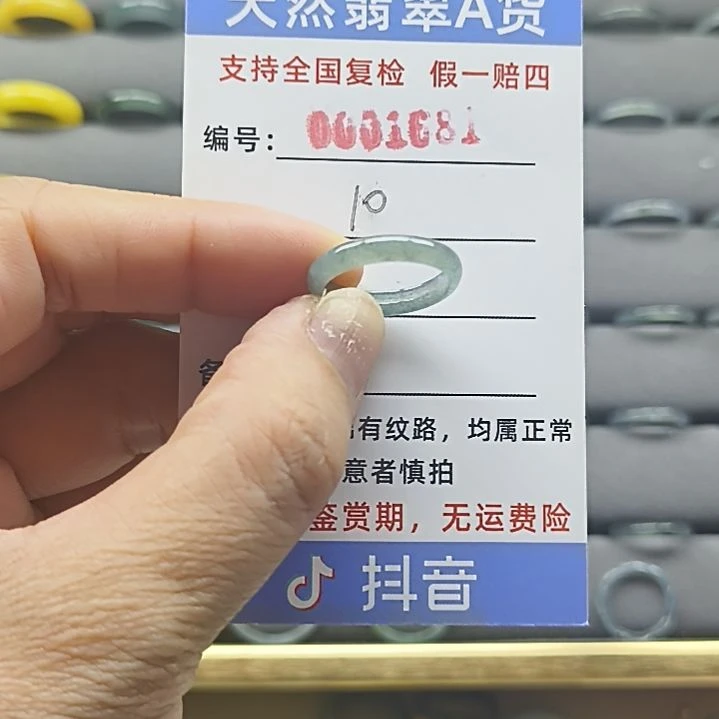 天然翡翠A货
支持全国复检 假一赔四
编号: 0001681
10
备
有纹路，均属正常
意者慎拍
鉴赏期，无运费险
抖音